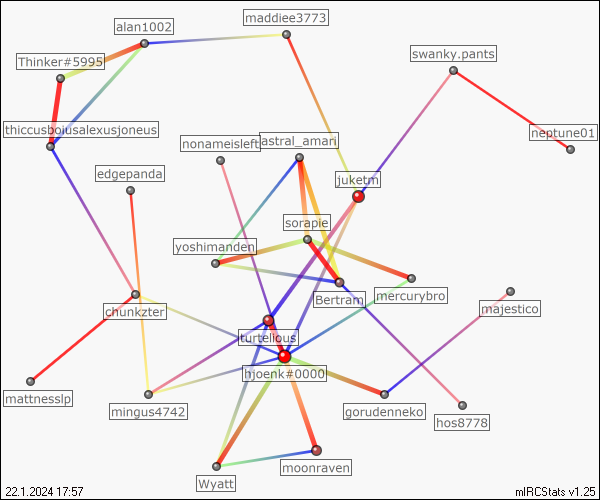 maddiee3773
alan1002
swanky.pants
Thinker#5995
thiccusboiusalexusjoneus
neptune01
nonameisleft
astral_amari
edgepanda
juketm
sorapie
yoshimanden
mercurybro
Bertram
majestico
chunkzter
turtellous
hjoenk#0000
mattnesslp
mingus4742
gorudenneko
hos8778
moonraven
Wyatt
22.1.2024 17:57
mIRCStats v1.25